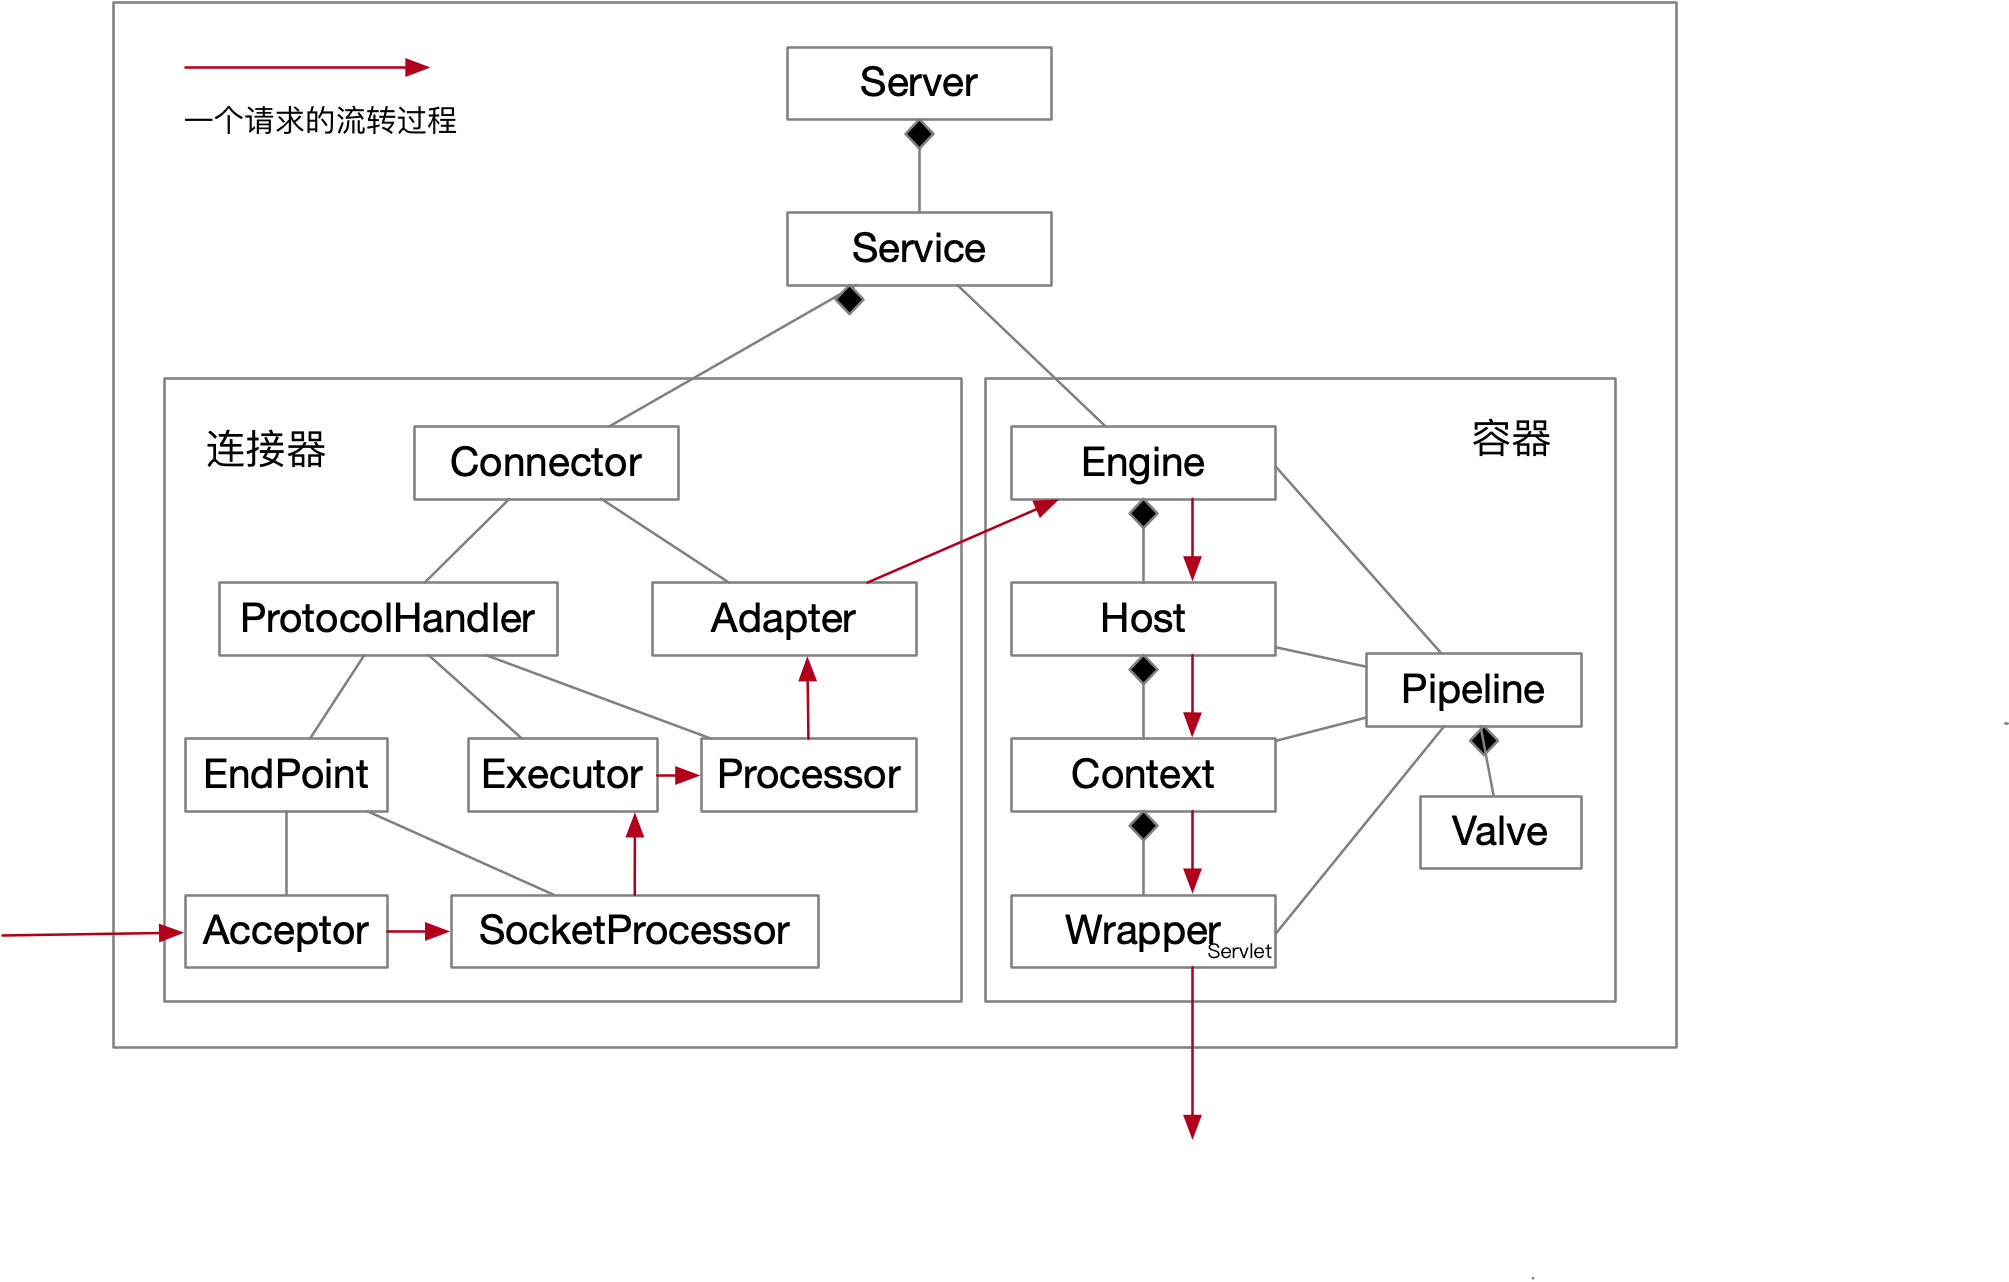 Server
一个请求的流转过程
Service
连接器
Connector
Engine
容器
ProtocolHandler
Adapter
Host
Pipeline
EndPoint
Executor
Processor
Context
Valve
Acceptor
SocketProcessor
Wrapper
Servlet